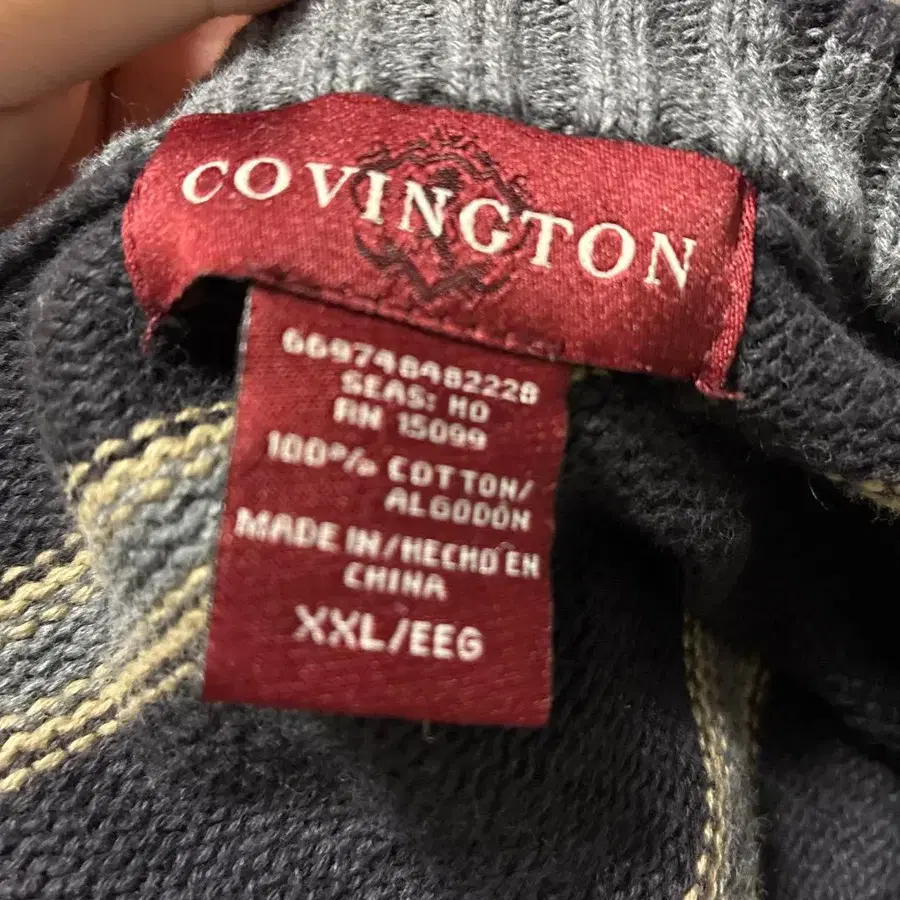 COVINGTON
669748482228
SEAS: HO
RN 15099
100% COTTON/
ALGODÓN
MADE IN/HECHO EN
CHINA
XXL/EEG